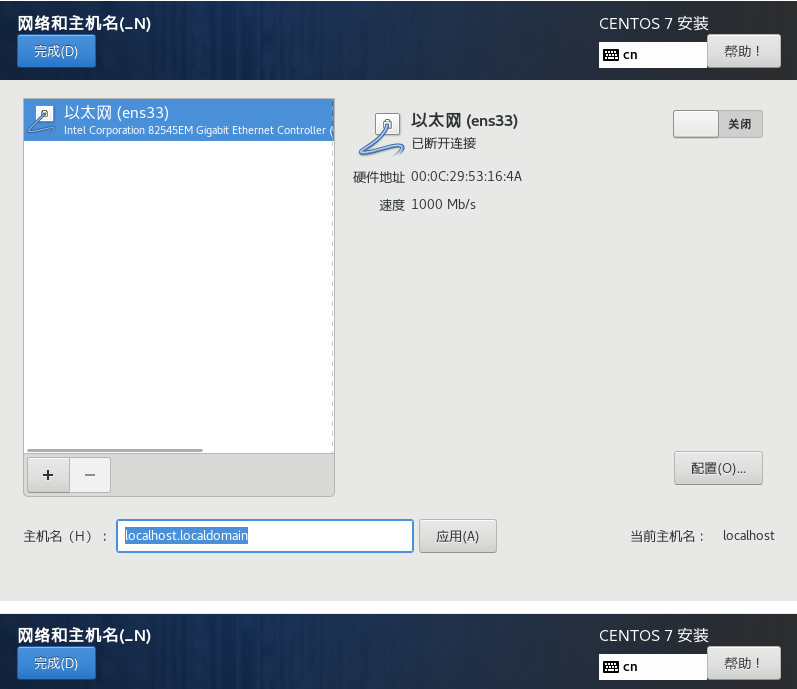 网络和主机名(_N)
CENTOS 7 安装
完成(D)
cn
帮助！
以太网 (ens33)
Intel Corporation 82545EM Gigabit Ethernet Controller (
以太网 (ens33)
已断开连接
关闭
硬件地址 00:0C:29:53:16:4A
速度 1000 Mb/s
+
−
配置(O)...
主机名（H）：
localhost.localdomain
应用(A)
当前主机名： localhost
网络和主机名(_N)
CENTOS 7 安装
完成(D)
cn
帮助！